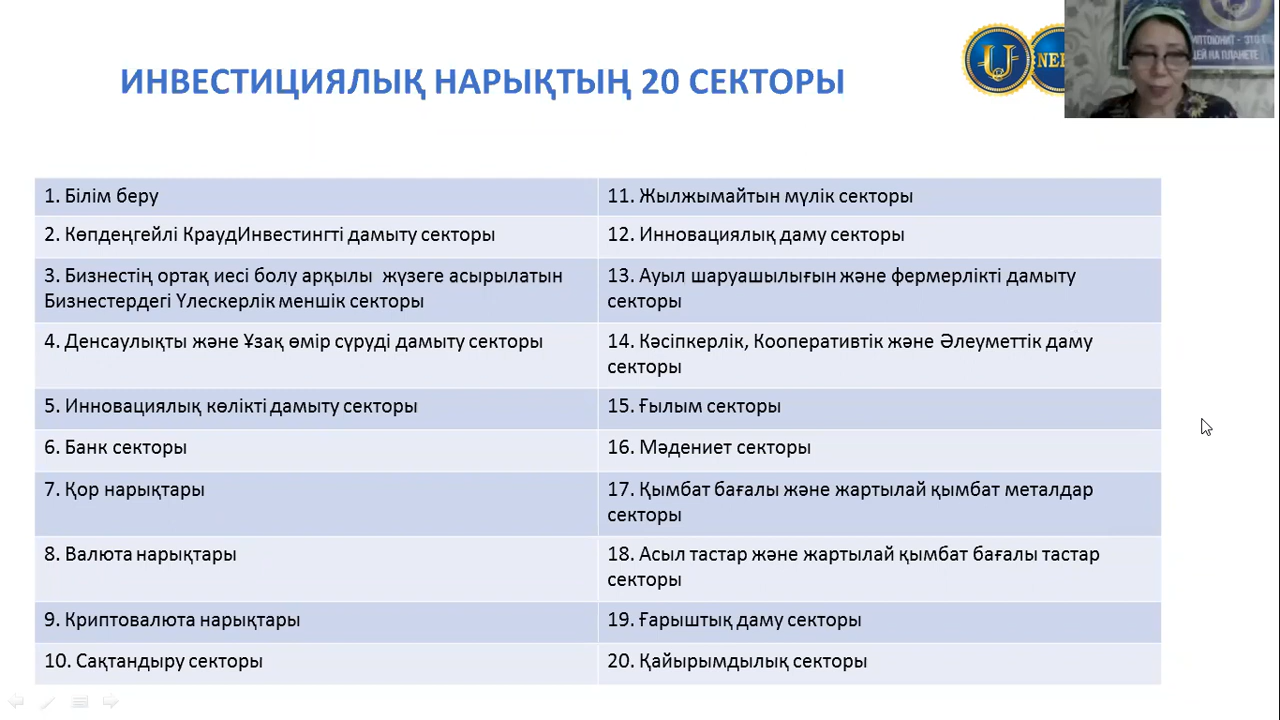 ИНВЕСТИЦИЯЛЫҚ НАРЫҚТЫҢ 20 СЕКТОРЫ
1. Білім беру
2. Көпдеңгейлі КраудИнвестингті дамыту секторы
3. Бизнестің ортақ иесі болу арқылы жүзеге асырылатын
Бизнестердегі Үлескерлік меншік секторы
4. Денсаулықты және Ұзақ өмір сүруді дамыту секторы
5. Инновациялық көлікті дамыту секторы
6. Банк секторы
7. Қор нарықтары
8. Валюта нарықтары
9. Криптовалюта нарықтары
10. Сақтандыру секторы
11. Жылжымайтын мүлік секторы
12. Инновациялық даму секторы
13. Ауыл шаруашылығын және фермерлікті дамыту
секторы
14. Кәсіпкерлік, Кооперативтік және Әлеуметтік даму
секторы
15. Ғылым секторы
16. Мәдениет секторы
17. Қымбат бағалы және жартылай қымбат металдар
секторы
18. Асыл тастар және жартылай қымбат бағалы тастар
секторы
19. Ғарыштық даму секторы
20. Қайырымдылық секторы
U
НА ПЛАНЕТЕ